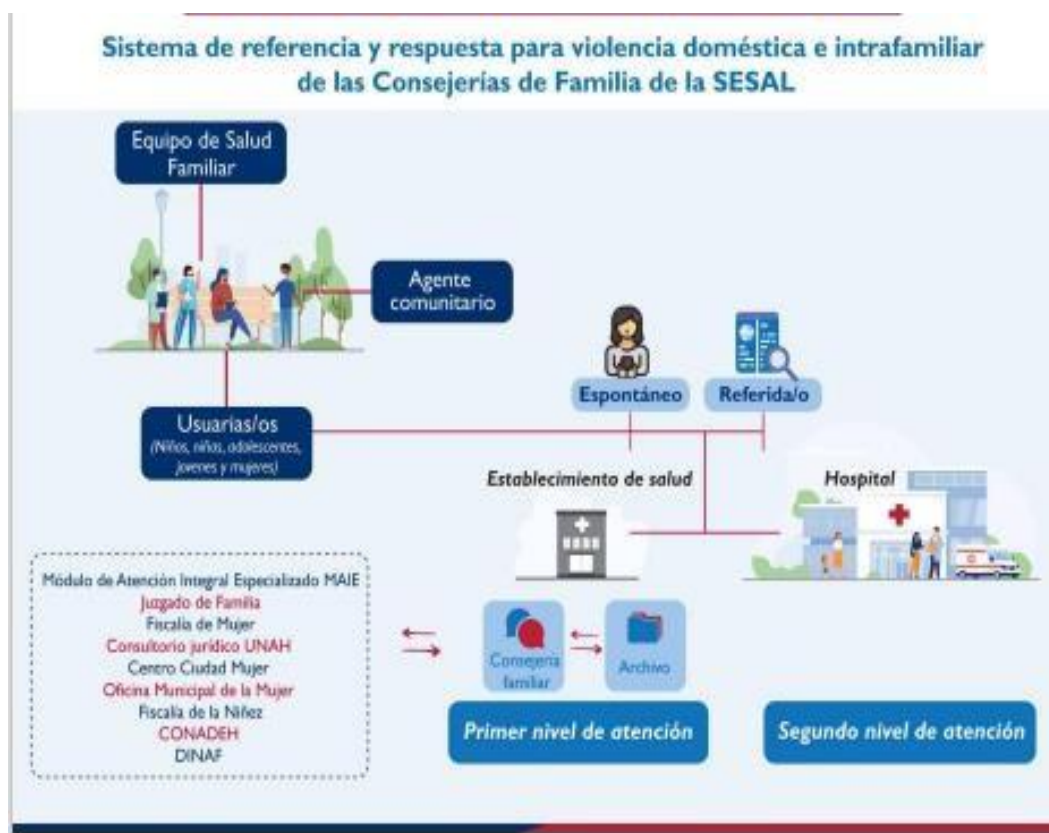 Sistema de referencia y respuesta para violencia doméstica e intrafamiliar
de las Consejerías de Familia de la SESAL
Equipo de Salud
Familiar
Agente
comunitario
Espontáneo
Referida/o
Usuarias/os
(Niños, niñas, adolescentes,
jovenes y mujeres)
Establecimiento de salud
Hospital
Módulo de Atención Integral Especializado MAIE
Juzgado de Familia
Fiscalía de Mujer
Consultorio jurídico UNAH
Centro Ciudad Mujer
Oficina Municipal de la Mujer
Fiscalía de la Niñez
CONADEH
DINAF
Consejería
familiar
Archivo
Primer nivel de atención
Segundo nivel de atención